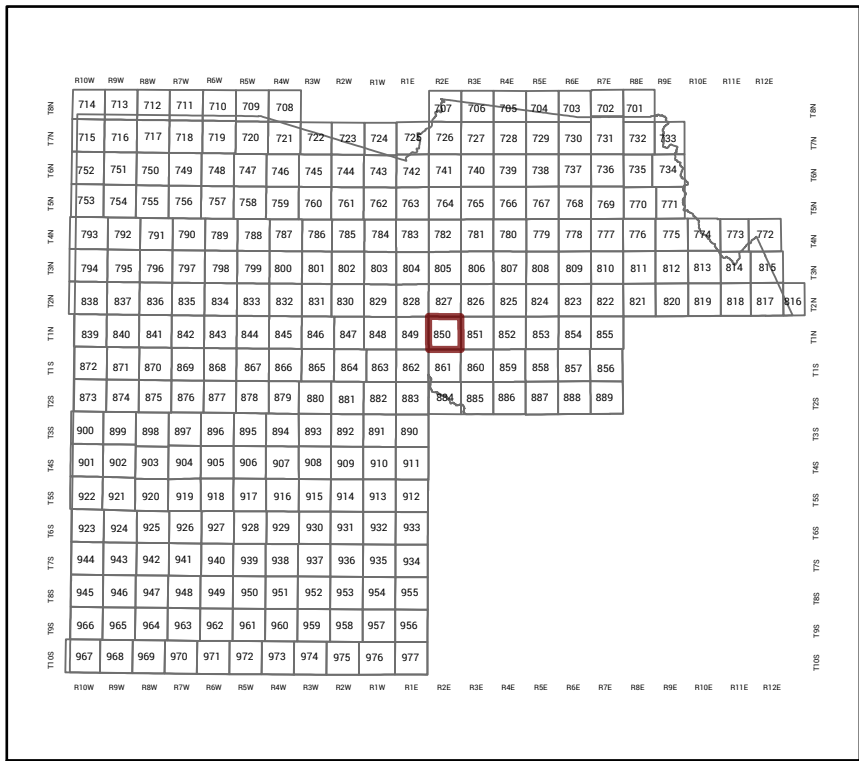 R10W R9W R8W R7W R6W R5W R4W R3W R2W R1W R1E R2E R3E R4E R5E R6E R7E R8E R9E R10E R11E R12E
T8N 714 713 712 711 710 709 708 707 706 705 704 703 702 701 T8N
T7N 715 716 717 718 719 720 721 722 723 724 725 726 727 728 729 730 731 732 733 T7N
T6N 752 751 750 749 748 747 746 745 744 743 742 741 740 739 738 737 736 735 734 T6N
T5N 753 754 755 756 757 758 759 760 761 762 763 764 765 766 767 768 769 770 771 T5N
T4N 793 792 791 790 789 788 787 786 785 784 783 782 781 780 779 778 777 776 775 774 773 772 T4N
T3N 794 795 796 797 798 799 800 801 802 803 804 805 806 807 808 809 810 811 812 813 814 815 T3N
T2N 838 837 836 835 834 833 832 831 830 829 828 827 826 825 824 823 822 821 820 819 818 817 816 T2N
T1N 839 840 841 842 843 844 845 846 847 848 849 850 851 852 853 854 855 T1N
T1S 872 871 870 869 868 867 866 865 864 863 862 861 860 859 858 857 856 T1S
T2S 873 874 875 876 877 878 879 880 881 882 883 884 885 886 887 888 889 T2S
T3S 900 899 898 897 896 895 894 893 892 891 890 T3S
T4S 901 902 903 904 905 906 907 908 909 910 911 T4S
T5S 922 921 920 919 918 917 916 915 914 913 912 T5S
T6S 923 924 925 926 927 928 929 930 931 932 933 T6S
T7S 944 943 942 941 940 939 938 937 936 935 934 T7S
T8S 945 946 947 948 949 950 951 952 953 954 955 T8S
T9S 966 965 964 963 962 961 960 959 958 957 956 T9S
T10S 967 968 969 970 971 972 973 974 975 976 977 T10S
R10W R9W R8W R7W R6W R5W R4W R3W R2W R1W R1E R2E R3E R4E R5E R6E R7E R8E R9E R10E R11E R12E